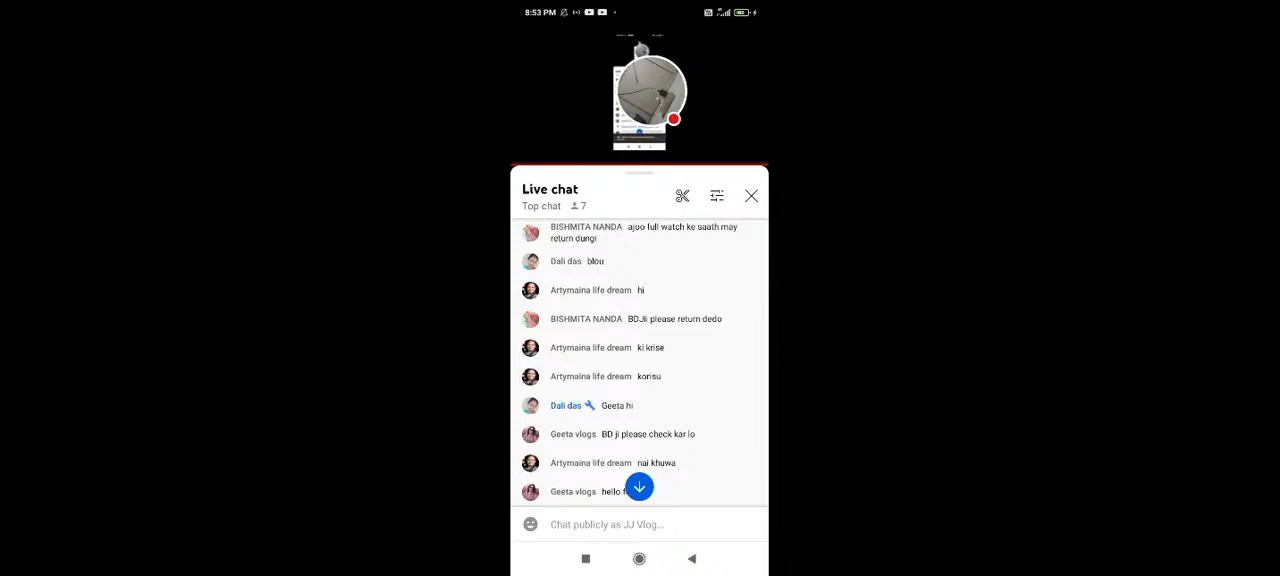 8:53 PM
Live chat
Top chat 7
BISHMITA NANDA ajoo full watch ke saath may
return dungi
Dali das blou
Artymaina life dream hi
BISHMITA NANDA BDJii please return dedo
Artymaina life dream ki krise
Artymaina life dream korisu
Dali das Geeta hi
Geeta vlogs BD ji please check kar lo
Artymaina life dream nai khuwa
Geeta vlogs hello
Chat publicly as JJ Vlog...